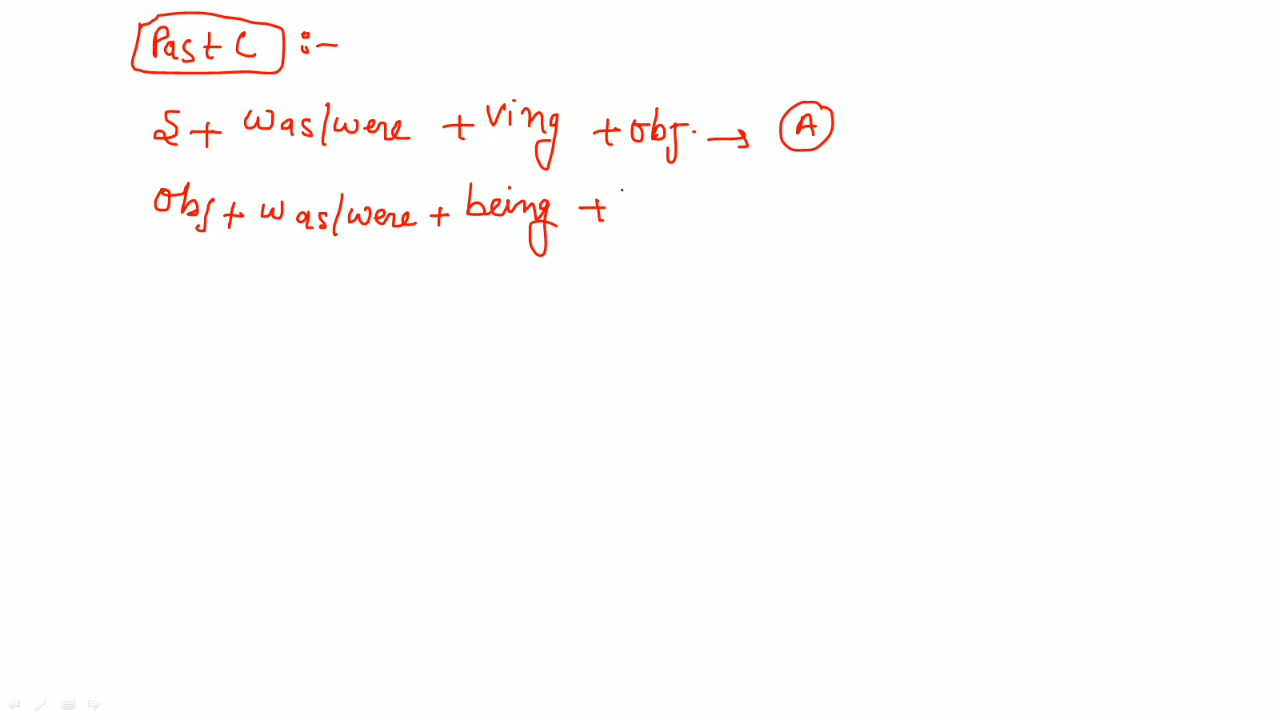 Past C :-
S + was/were + ving + obj. → A
obj + was/were + being +